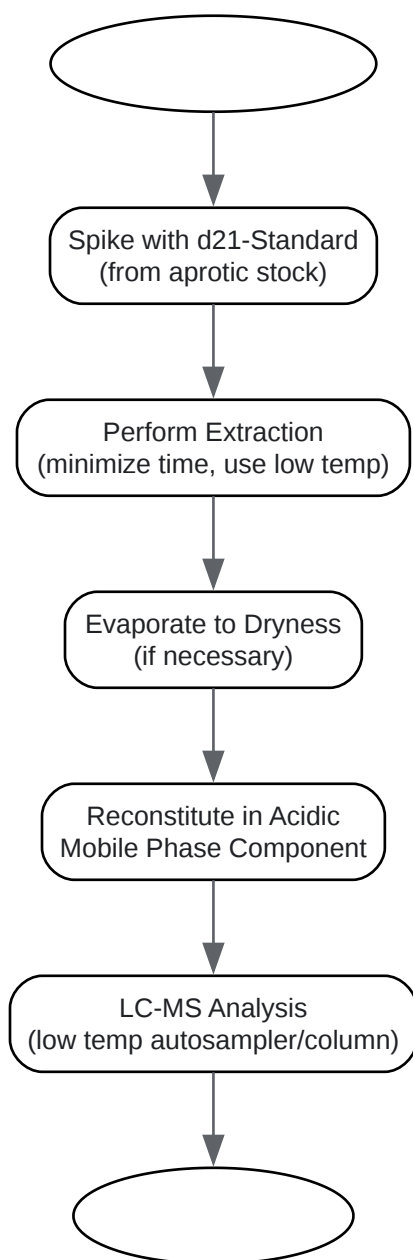 Spike with d21-Standard
(from aprotic stock)
Perform Extraction
(minimize time, use low temp)
Evaporate to Dryness
(if necessary)
Reconstitute in Acidic
Mobile Phase Component
LC-MS Analysis
(low temp autosampler/column)